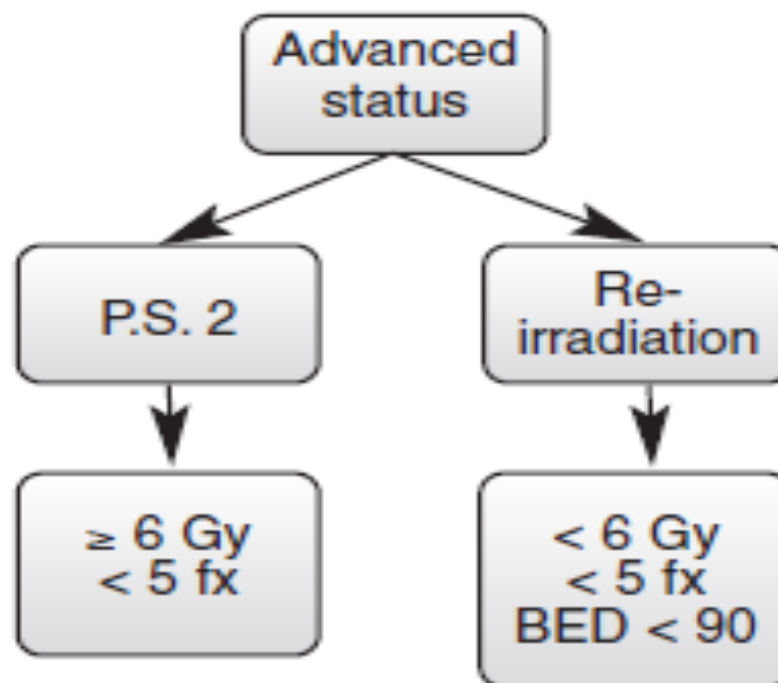 Advanced
status
P.S. 2
Re-
irradiation
≥ 6 Gy
< 5 fx
< 6 Gy
< 5 fx
BED < 90